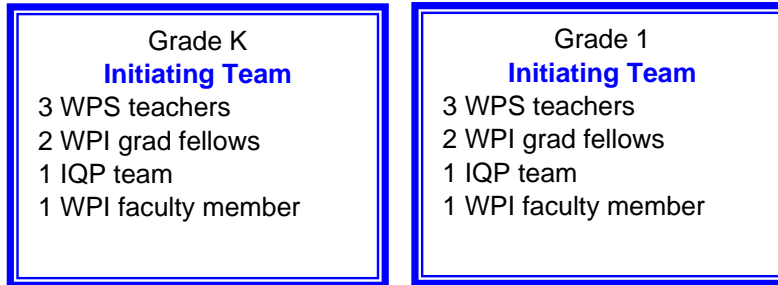 Grade K
Initiating Team
3 WPS teachers
2 WPI grad fellows
1 IQP team
1 WPI faculty member
Grade 1
Initiating Team
3 WPS teachers
2 WPI grad fellows
1 IQP team
1 WPI faculty member